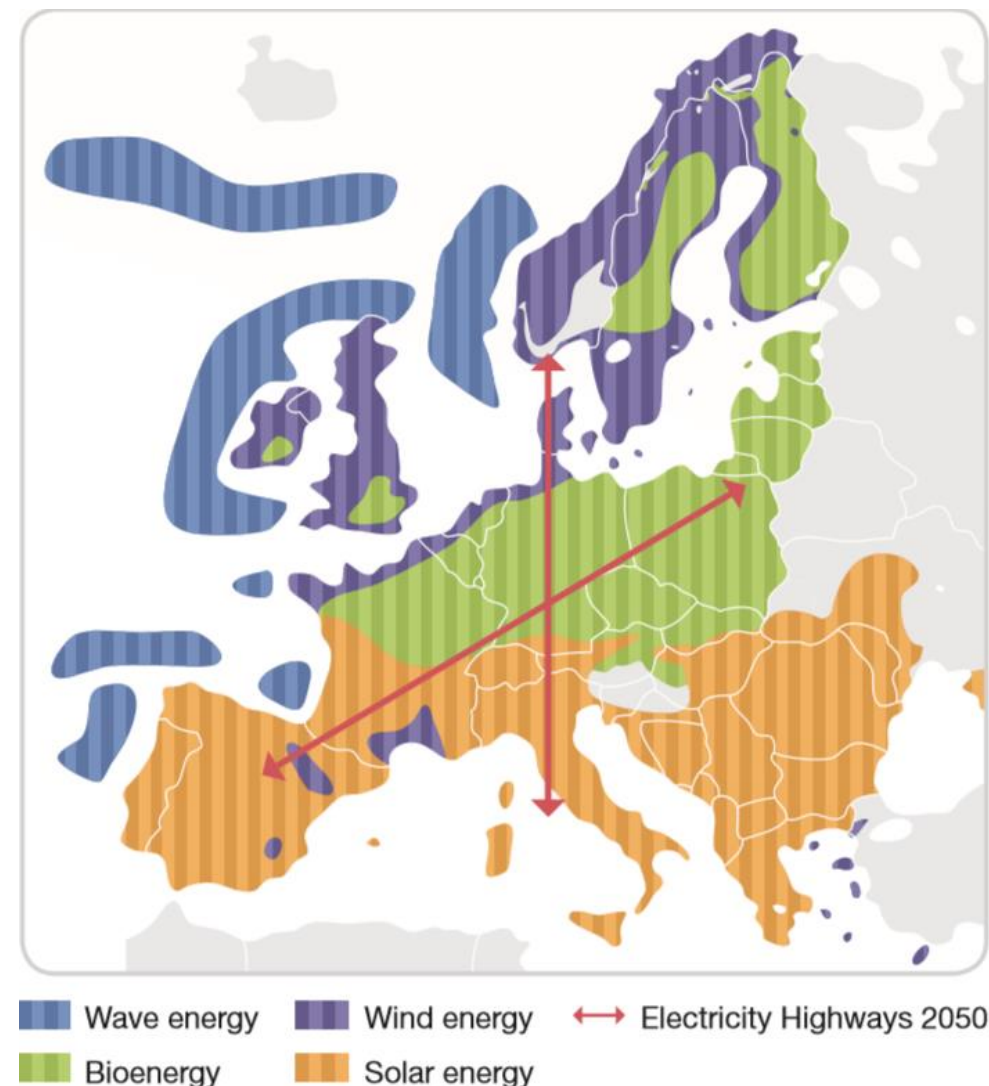 Wave energy
Wind energy
Electricity Highways 2050
Bioenergy
Solar energy